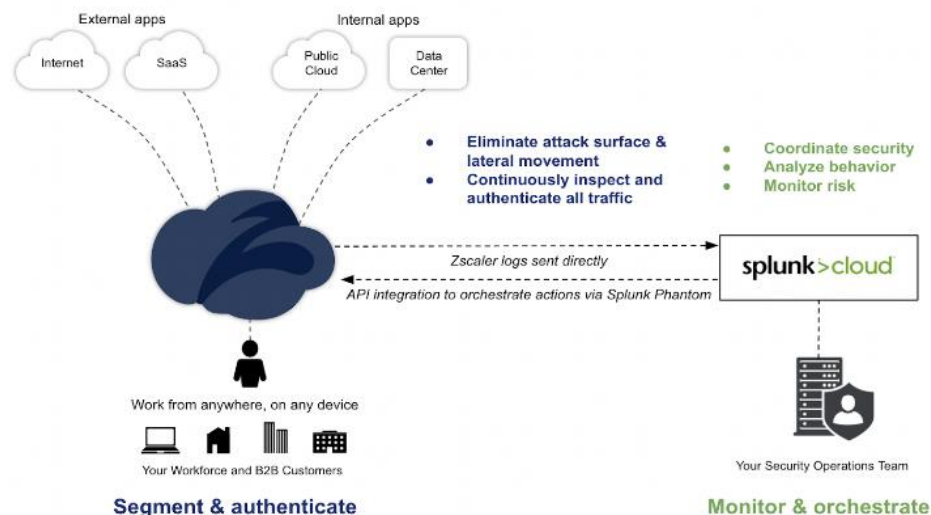 External apps
Internal apps
Internet
SaaS
Public
Cloud
Data
Center
• Eliminate attack surface &
lateral movement
• Continuously inspect and
authenticate all traffic
• Coordinate security
• Analyze behavior
• Monitor risk
Zscaler logs sent directly
API integration to orchestrate actions via Splunk Phantom
splunk>cloud
Work from anywhere, on any device
Your Workforce and B2B Customers
Your Security Operations Team
Segment & authenticate
Monitor & orchestrate